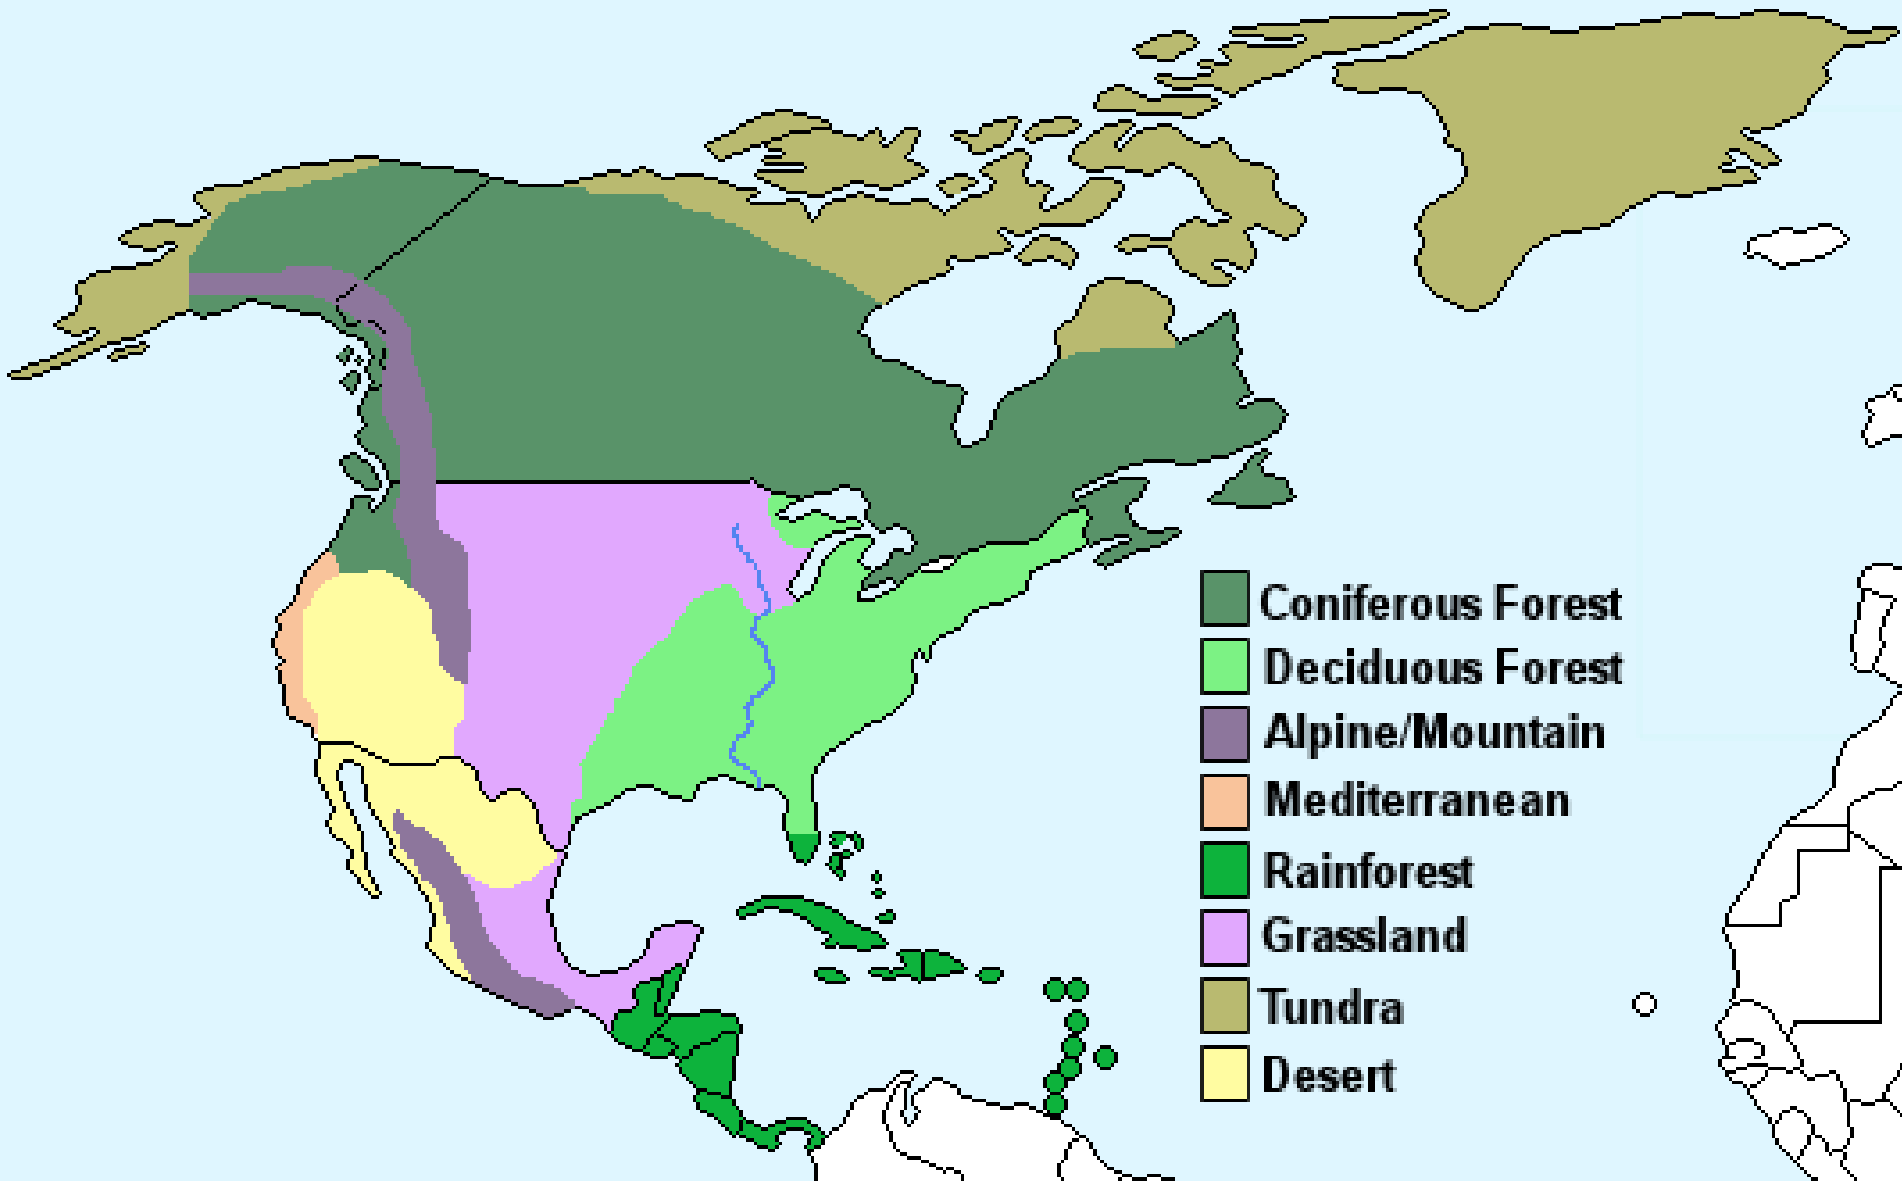 Coniferous Forest
Deciduous Forest
Alpine/Mountain
Mediterranean
Rainforest
Grassland
Tundra
Desert